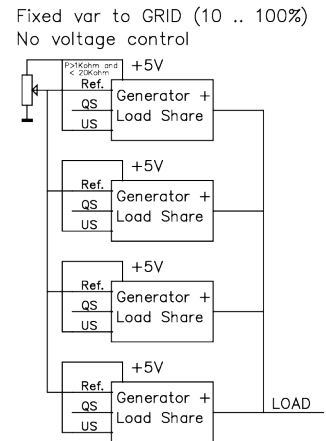 Fixed var to GRID (10 .. 100%)
No voltage control
P>1Kohm and
< 20Kohm
+5V
Ref.
QS
US
Generator +
Load Share
+5V
Ref.
QS
US
Generator +
Load Share
+5V
Ref.
QS
US
Generator +
Load Share
+5V
Ref.
QS
US
Generator +
Load Share
LOAD